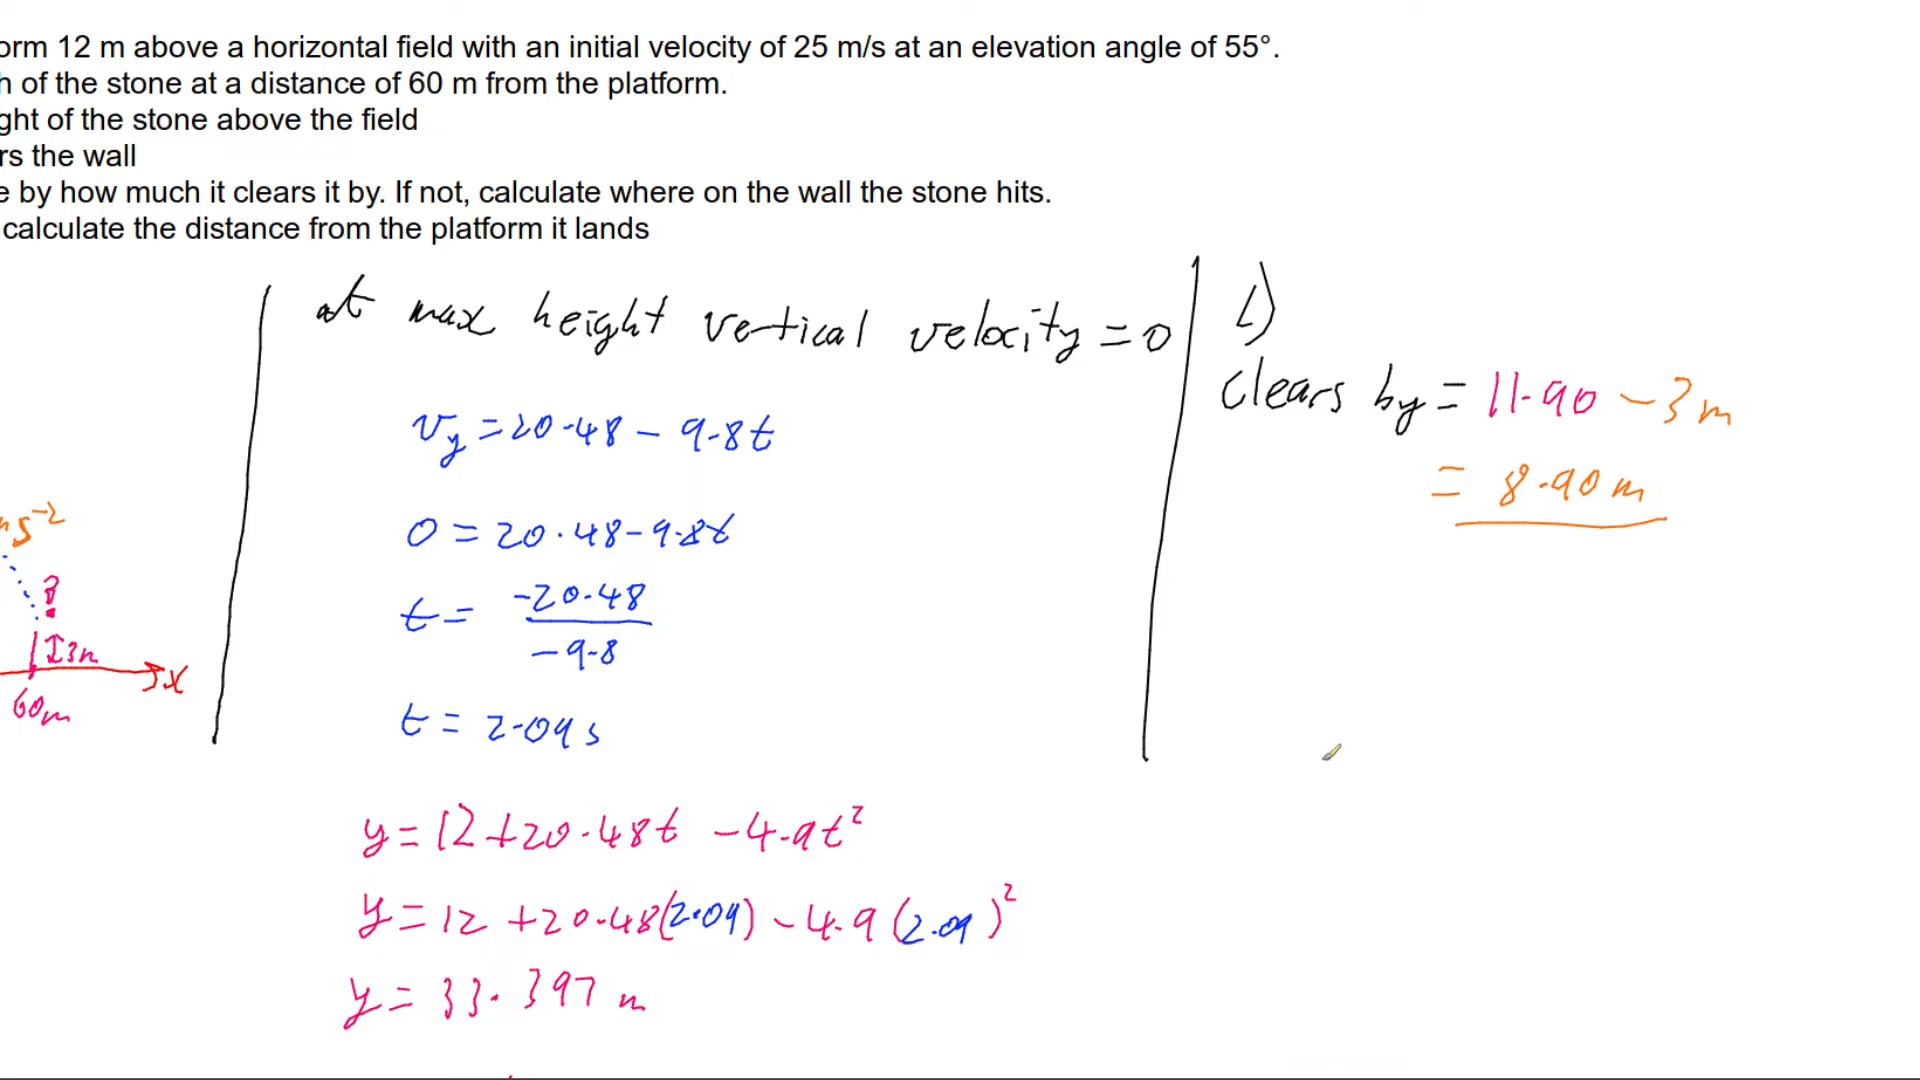 orm 12 m above a horizontal field with an initial velocity of 25 m/s at an elevation angle of 55°.
h of the stone at a distance of 60 m from the platform.
ght of the stone above the field
rs the wall
e by how much it clears it by. If not, calculate where on the wall the stone hits.
calculate the distance from the platform it lands
at max height vertical velocity = 0
v_y = 20.48 - 9.8t
0 = 20.48 - 9.8t
t = -20.48 / -9.8
t = 2.09 s
y = 12 + 20.48t - 4.9t²
y = 12 + 20.48(2.09) - 4.9(2.09)²
y = 33.397 m
clears by = 11.90 - 3m
= 8.90 m
s⁻²
?
3m
x
60m